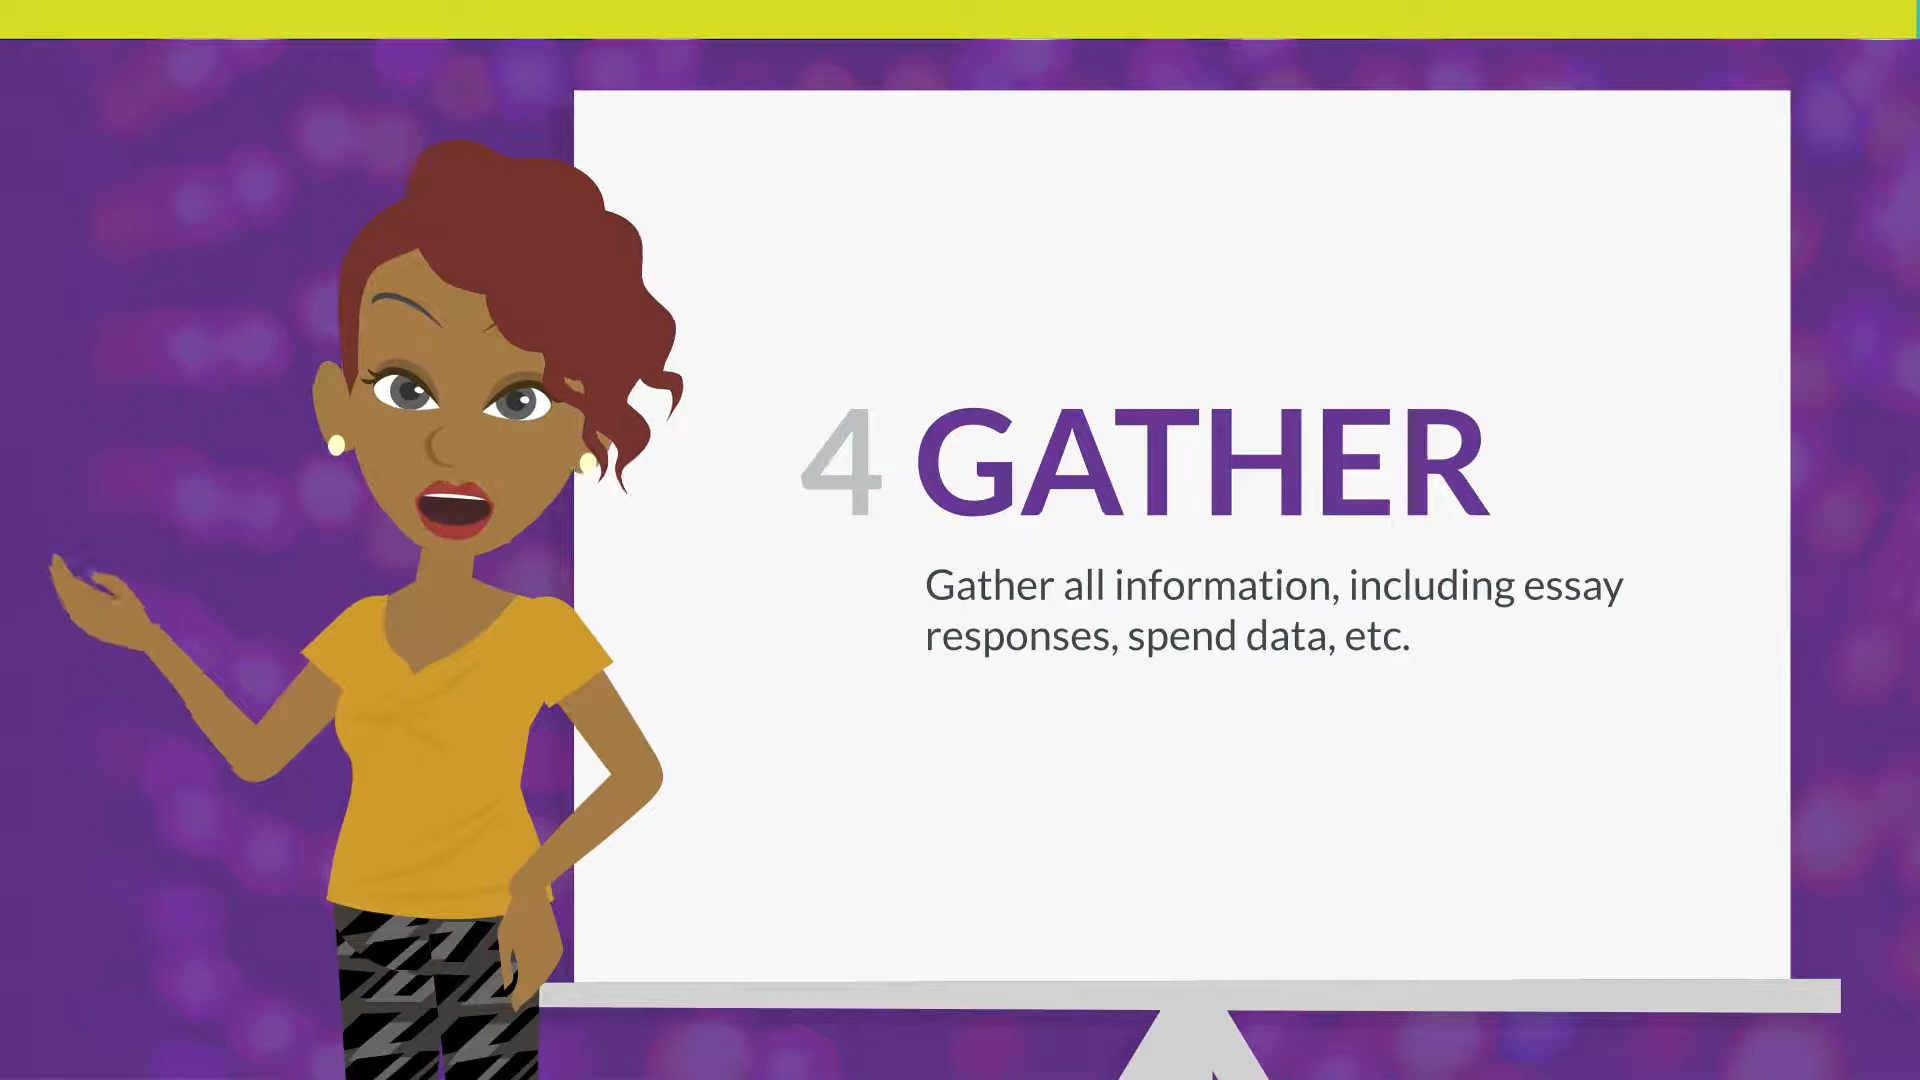 4 GATHER
Gather all information, including essay
responses, spend data, etc.